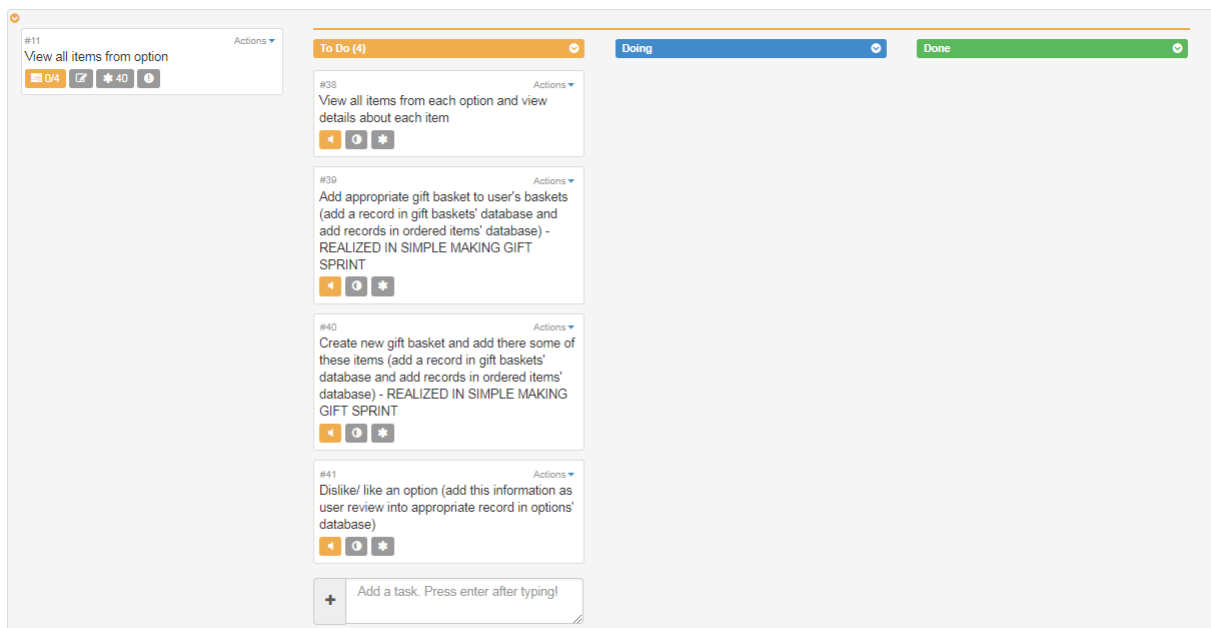 #11
Actions
View all items from option
0/4
40
To Do (4)
Doing
Done
#38
Actions
View all items from each option and view
details about each item
#39
Actions
Add appropriate gift basket to user's baskets
(add a record in gift baskets' database and
add records in ordered items' database) -
REALIZED IN SIMPLE MAKING GIFT
SPRINT
#40
Actions
Create new gift basket and add there some of
these items (add a record in gift baskets'
database and add records in ordered items'
database) - REALIZED IN SIMPLE MAKING
GIFT SPRINT
#41
Actions
Dislike/ like an option (add this information as
user review into appropriate record in options'
database)
Add a task. Press enter after typing!